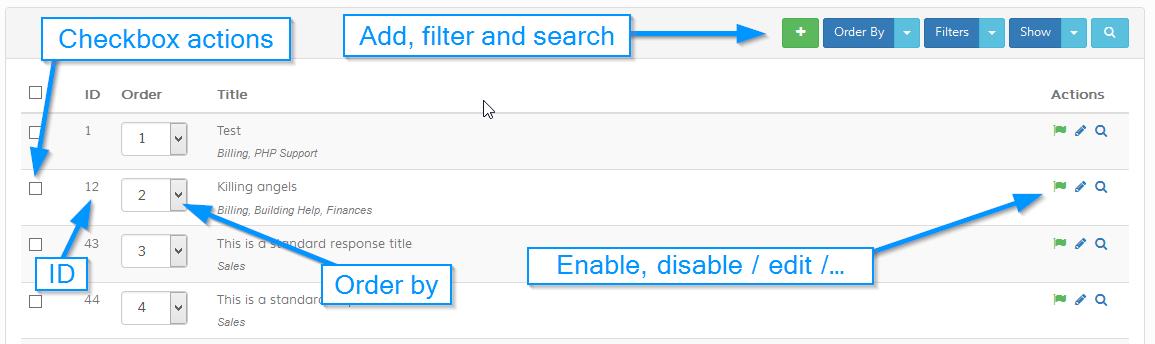 Checkbox actions
Add, filter and search
Order By
Filters
Show
ID Order Title Actions
1 1 Test
Billing, PHP Support
12 2 Killing angels
Billing, Building Help, Finances
43 3 This is a standard response title
Sales
ID
Order by
Enable, disable / edit /...
44 4 This is a standard
Sales